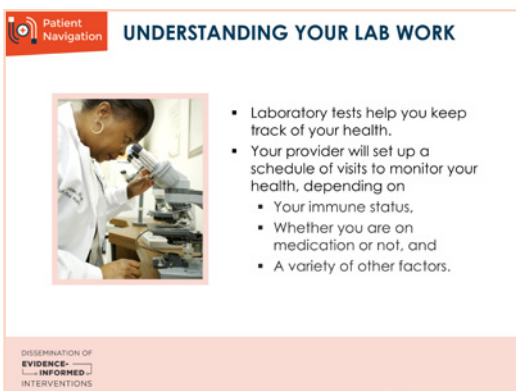 Patient
Navigation
UNDERSTANDING YOUR LAB WORK
▪ Laboratory tests help you keep
track of your health.
▪ Your provider will set up a
schedule of visits to monitor your
health, depending on
▪ Your immune status,
▪ Whether you are on
medication or not, and
▪ A variety of other factors.
DISSEMINATION OF
EVIDENCE-
INFORMED
INTERVENTIONS